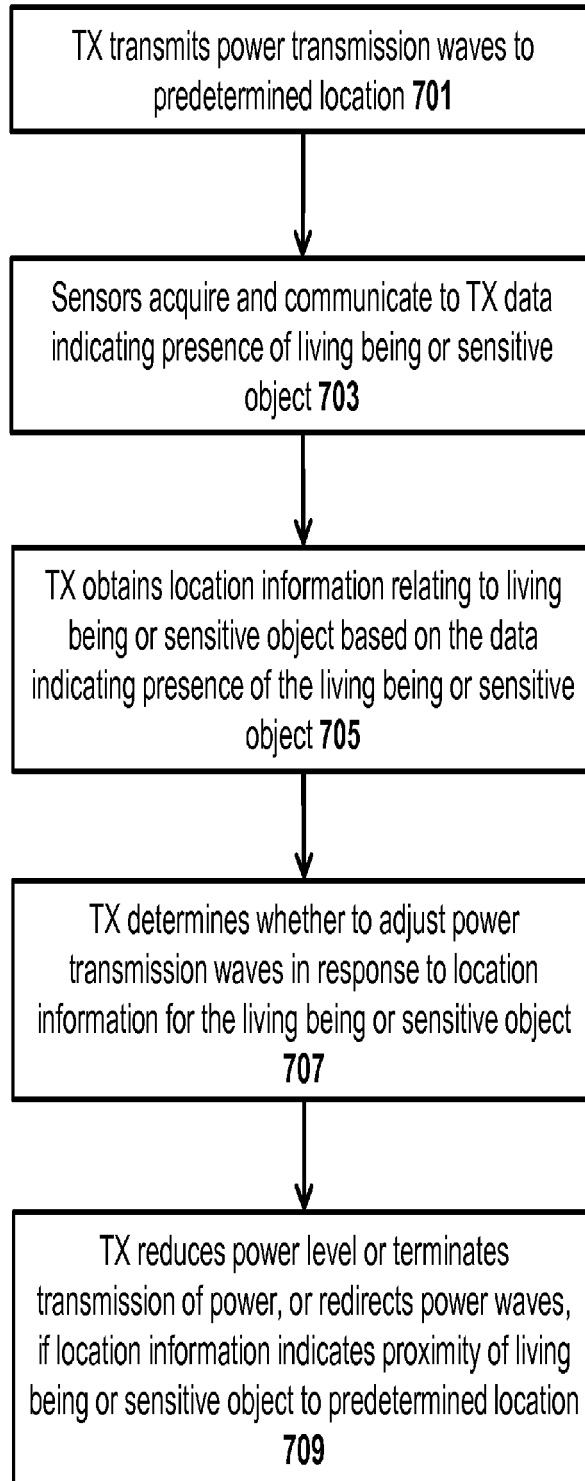 TX transmits power transmission waves to
predetermined location 701
Sensors acquire and communicate to TX data
indicating presence of living being or sensitive
object 703
TX obtains location information relating to living
being or sensitive object based on the data
indicating presence of the living being or sensitive
object 705
TX determines whether to adjust power
transmission waves in response to location
information for the living being or sensitive object
707
TX reduces power level or terminates
transmission of power, or redirects power waves,
if location information indicates proximity of living
being or sensitive object to predetermined location
709